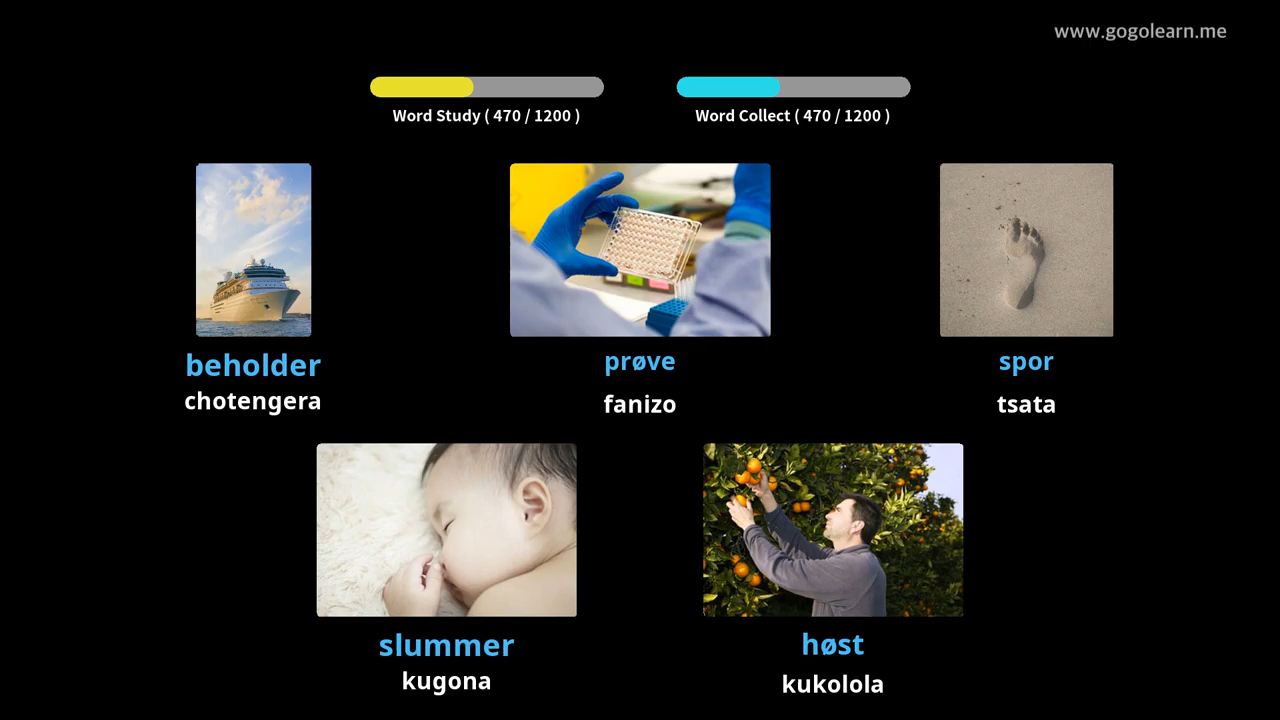 www.gogolearn.me
Word Study ( 470 / 1200 )
Word Collect ( 470 / 1200 )
beholder
chotengera
prøve
fanizo
spor
tsata
slummer
kugona
høst
kukolola